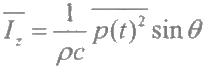 $\overline{I_z} = \frac{1}{\rho c} \overline{p(t)^2} \sin\theta$